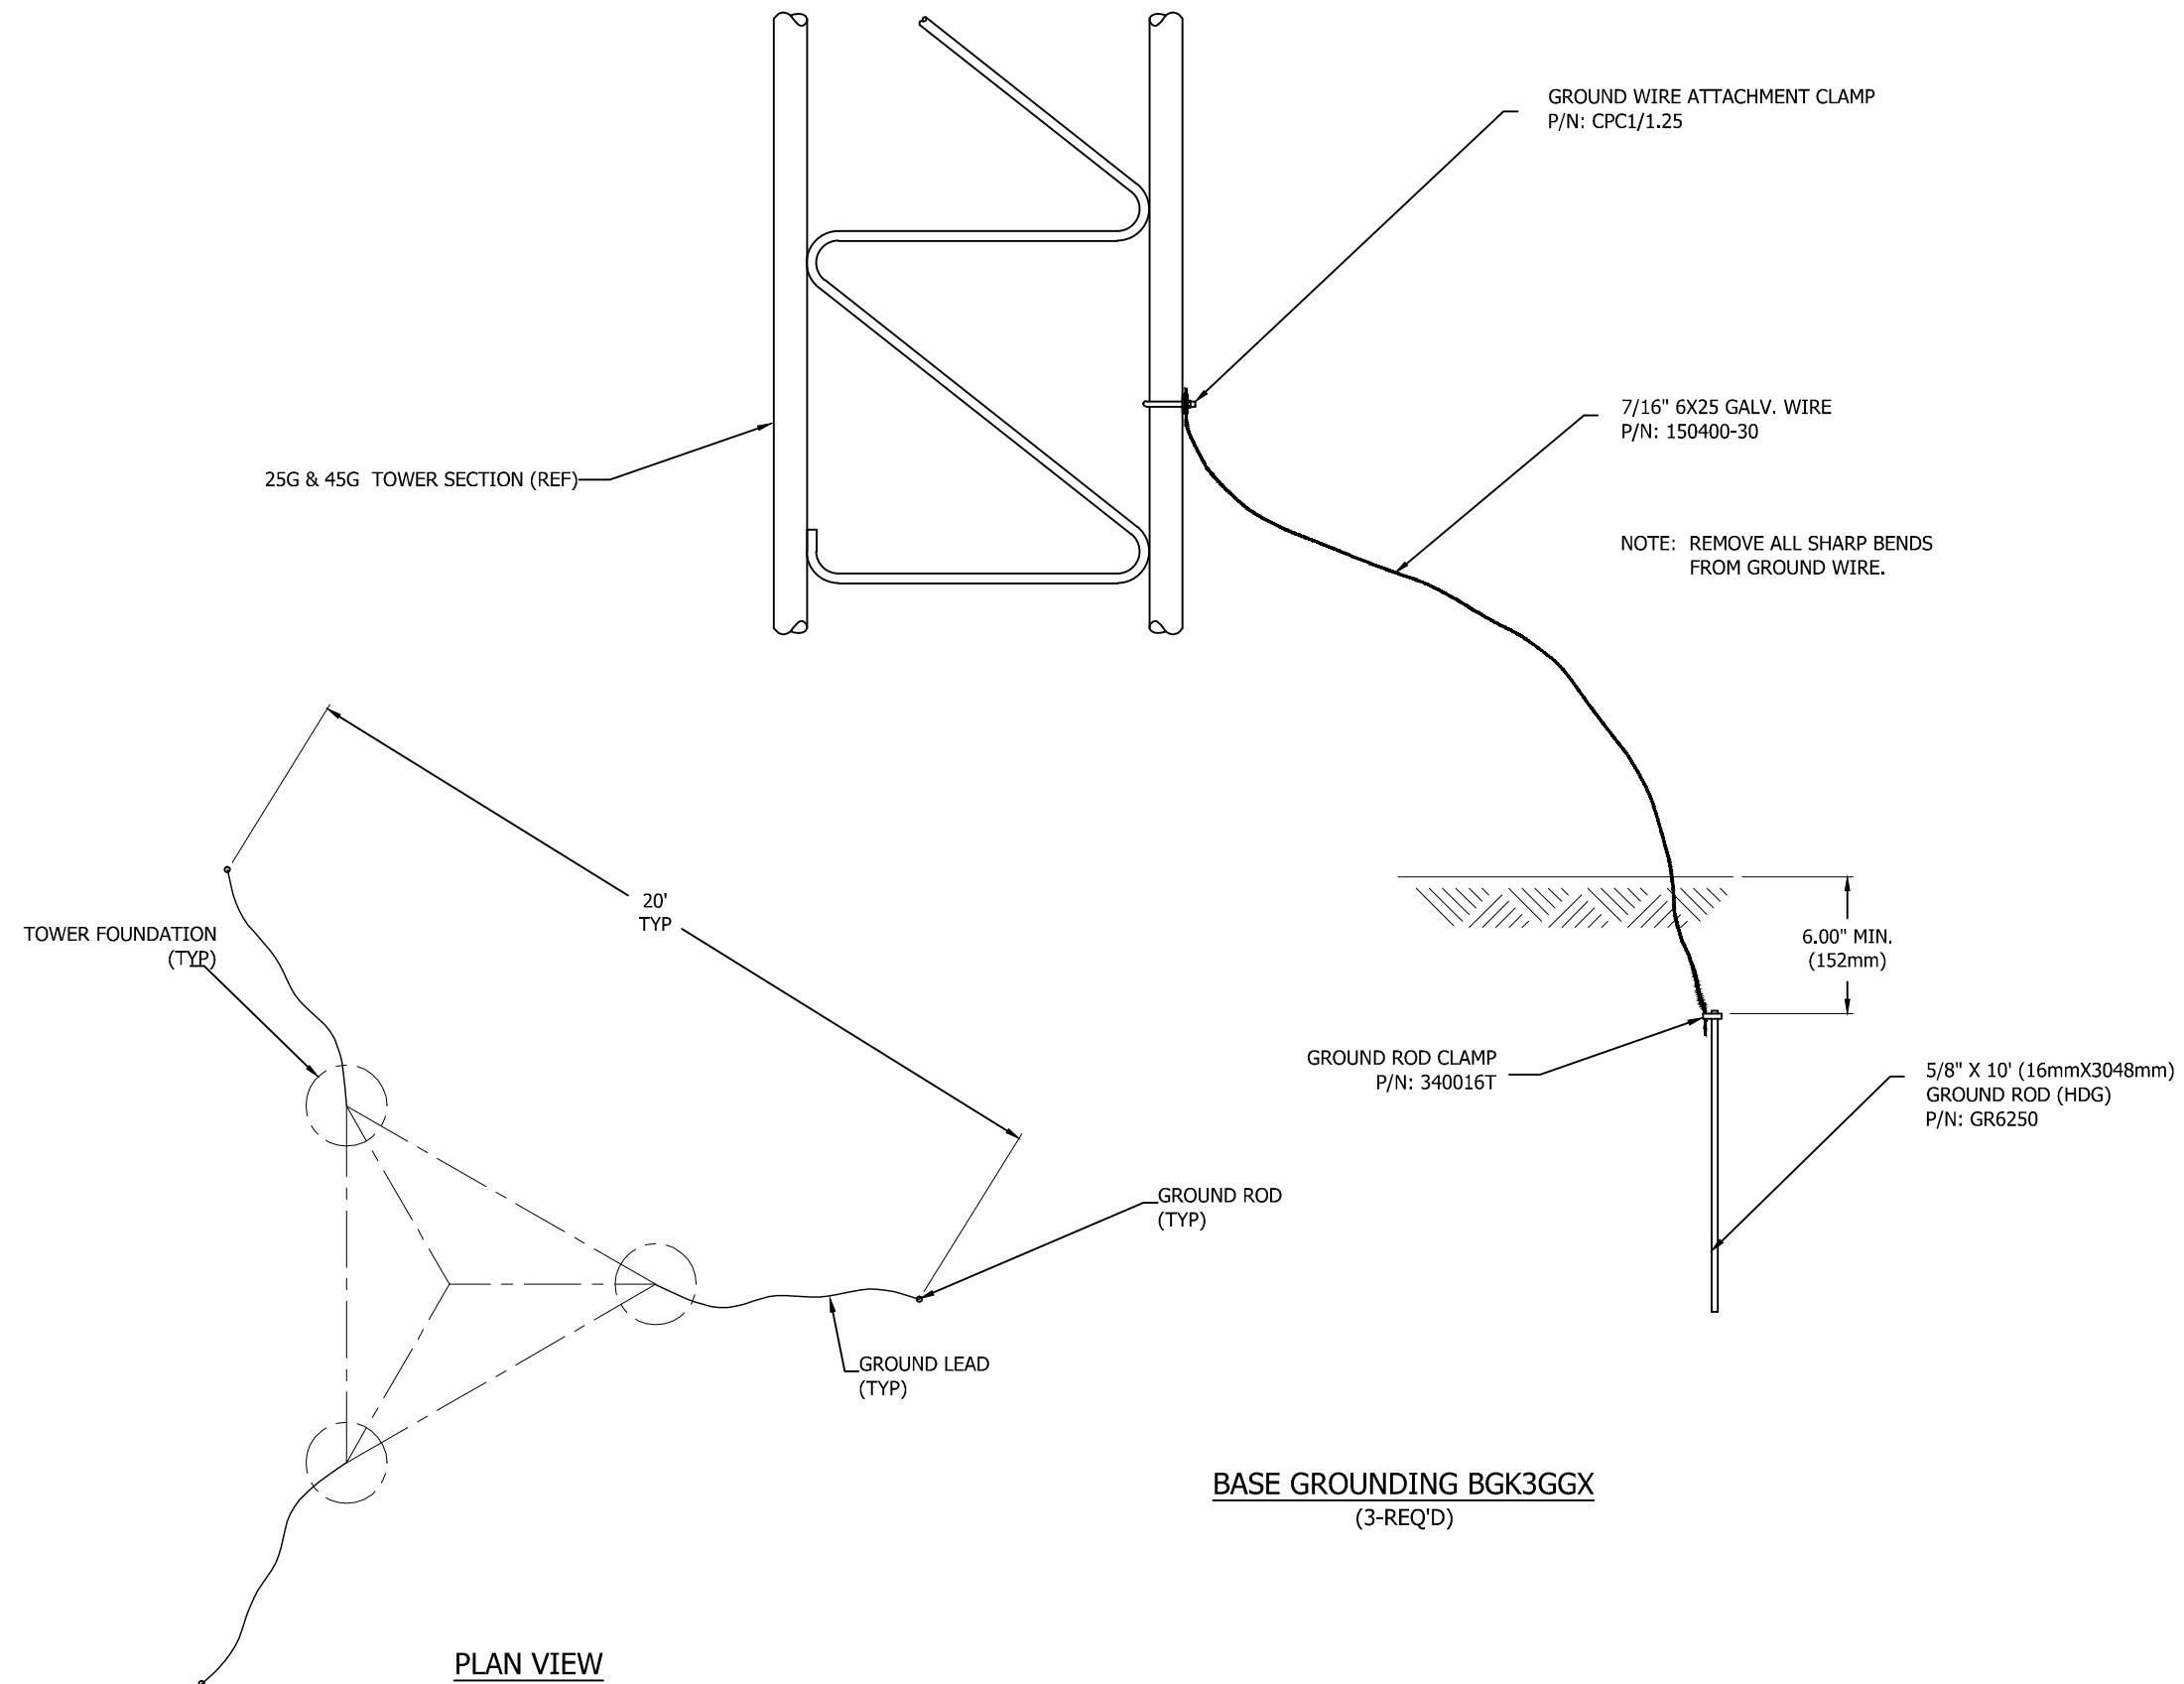 GROUND WIRE ATTACHMENT CLAMP
P/N: CPC1/1.25
7/16" 6X25 GALV. WIRE
P/N: 150400-30
25G & 45G  TOWER SECTION (REF)
NOTE:  REMOVE ALL SHARP BENDS
FROM GROUND WIRE.
20'
TYP
TOWER FOUNDATION
(TYP)
6.00" MIN.
(152mm)
GROUND ROD CLAMP
P/N: 340016T
5/8" X 10' (16mmX3048mm)
GROUND ROD (HDG)
P/N: GR6250
GROUND ROD
(TYP)
GROUND LEAD
(TYP)
BASE GROUNDING BGK3GGX
(3-REQ'D)
PLAN VIEW